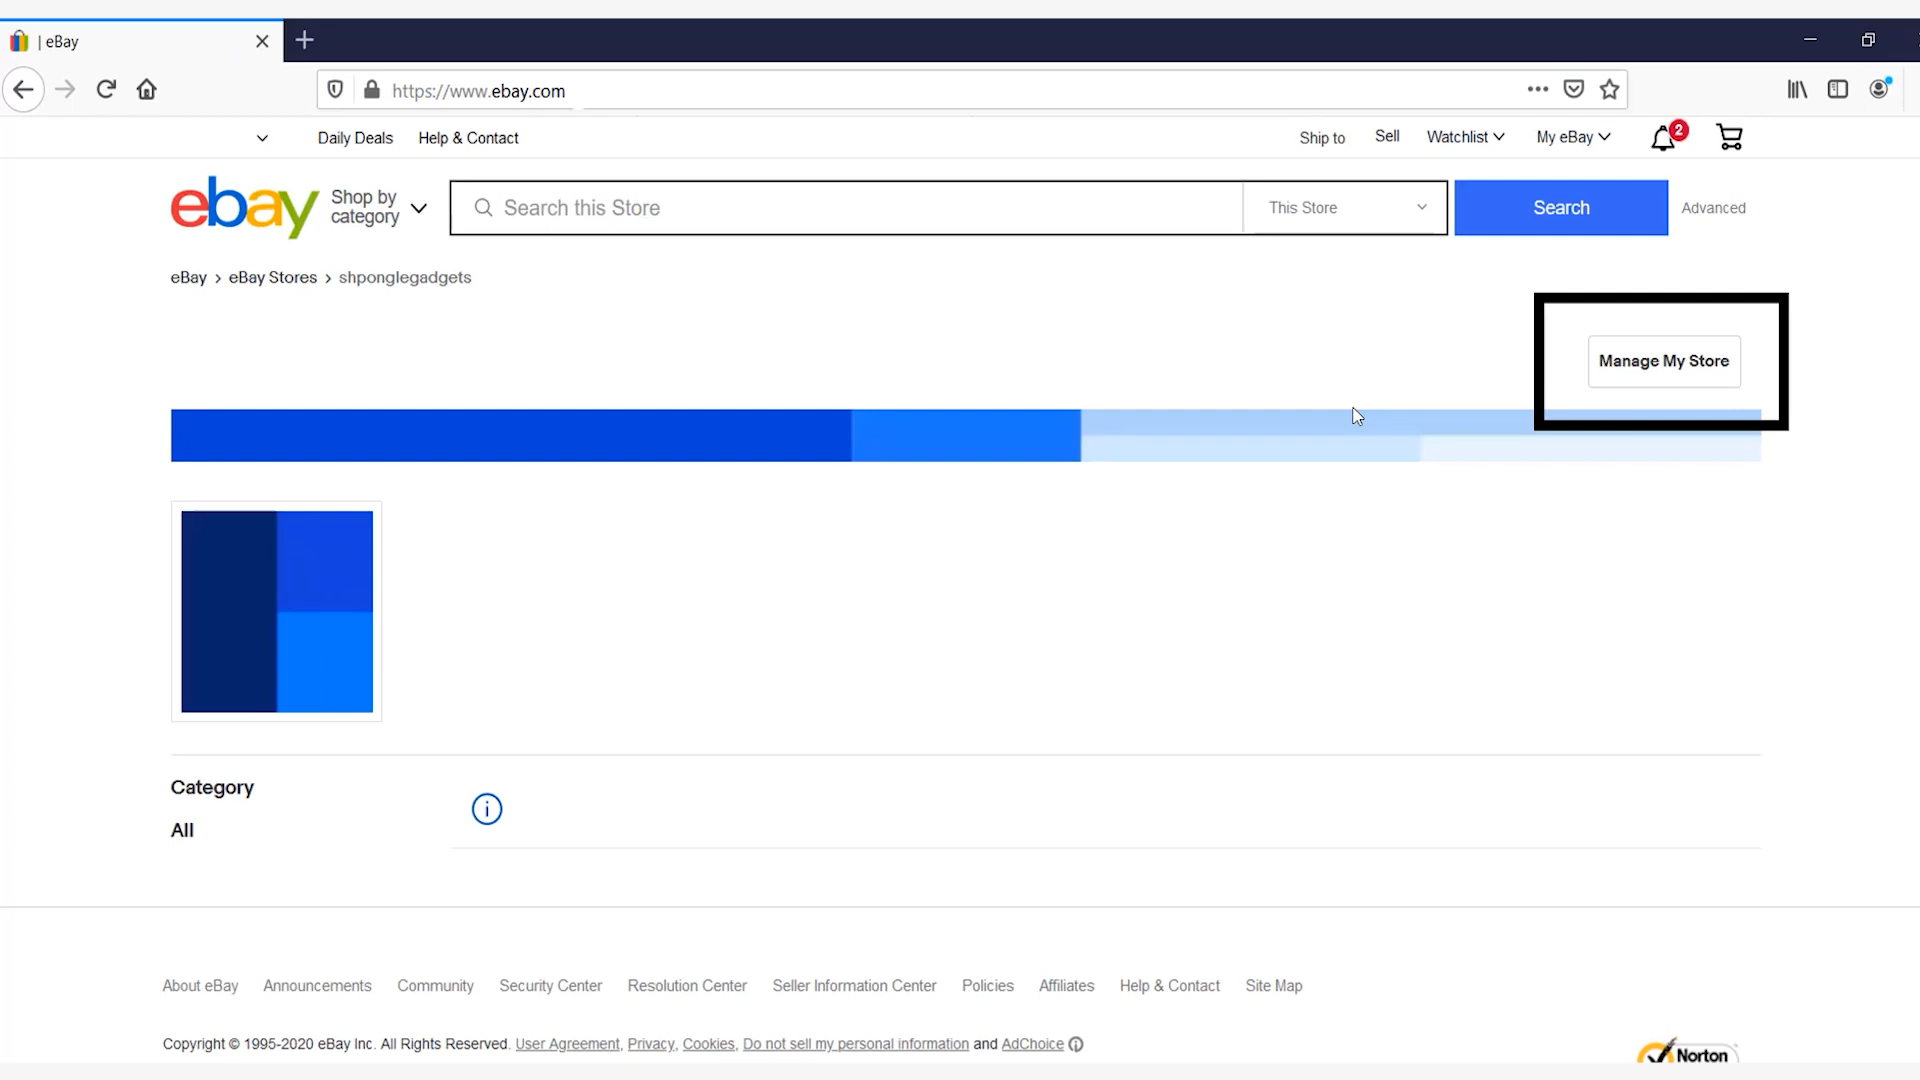 | eBay
https://www.ebay.com
Daily Deals Help & Contact Ship to Sell Watchlist My eBay 2
ebay Shop by category Search this Store This Store Search Advanced
eBay > eBay Stores > shponglegadgets
Manage My Store
Category
All
About eBay Announcements Community Security Center Resolution Center Seller Information Center Policies Affiliates Help & Contact Site Map
Copyright © 1995-2020 eBay Inc. All Rights Reserved. User Agreement, Privacy, Cookies, Do not sell my personal information and AdChoice
Norton